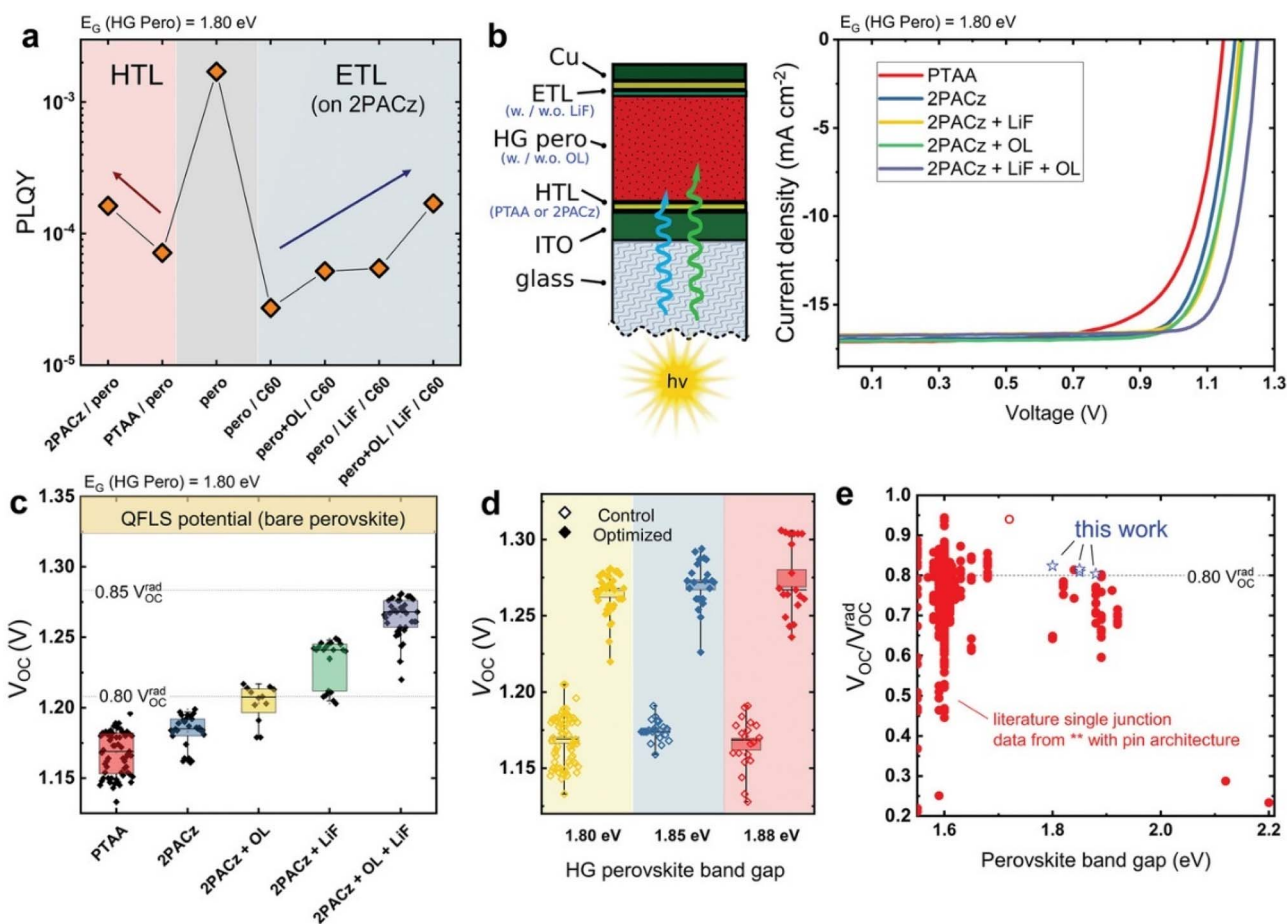 a
E_G (HG Pero) = 1.80 eV
HTL
ETL
(on 2PACz)
PLQY
10⁻³
10⁻⁴
10⁻⁵
2PACz / pero
PTAA / pero
pero
pero / C60
pero+OL / C60
pero / LiF / C60
pero+OL / LiF / C60
b
Cu
ETL
(w. / w.o. LiF)
HG pero
(w. / w.o. OL)
HTL
(PTAA or 2PACz)
ITO
glass
hv
E_G (HG Pero) = 1.80 eV
PTAA
2PACz
2PACz + LiF
2PACz + OL
2PACz + LiF + OL
Current density (mA cm⁻²)
0
-5
-10
-15
0.1 0.3 0.5 0.7 0.9 1.1 1.3
Voltage (V)
c
E_G (HG Pero) = 1.80 eV
QFLS potential (bare perovskite)
0.85 V_OC^rad
0.80 V_OC^rad
V_OC (V)
1.35
1.30
1.25
1.20
1.15
PTAA
2PACz
2PACz + OL
2PACz + LiF
2PACz + OL + LiF
d
Control
Optimized
V_OC (V)
1.30
1.25
1.20
1.15
1.80 eV 1.85 eV 1.88 eV
HG perovskite band gap
e
this work
0.80 V_OC^rad
literature single junction
data from ** with pin architecture
V_OC/V_OC^rad
1.0
0.9
0.8
0.7
0.6
0.5
0.4
0.3
0.2
1.6 1.8 2.0 2.2
Perovskite band gap (eV)